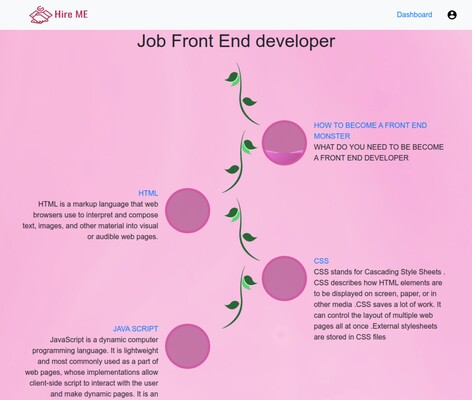 Hire ME
Dashboard
Job Front End developer
HOW TO BECOME A FRONT END
MONSTER
WHAT DO YOU NEED TO BE BECOME
A FRONT END DEVELOPER
HTML
HTML is a markup language that web
browsers use to interpret and compose
text, images, and other material into visual
or audible web pages.
CSS
CSS stands for Cascading Style Sheets .
CSS describes how HTML elements are
to be displayed on screen, paper, or in
other media .CSS saves a lot of work. It
can control the layout of multiple web
pages all at once .External stylesheets
are stored in CSS files
JAVA SCRIPT
JavaScript is a dynamic computer
programming language. It is lightweight
and most commonly used as a part of
web pages, whose implementations allow
client-side script to interact with the user
and make dynamic pages. It is an